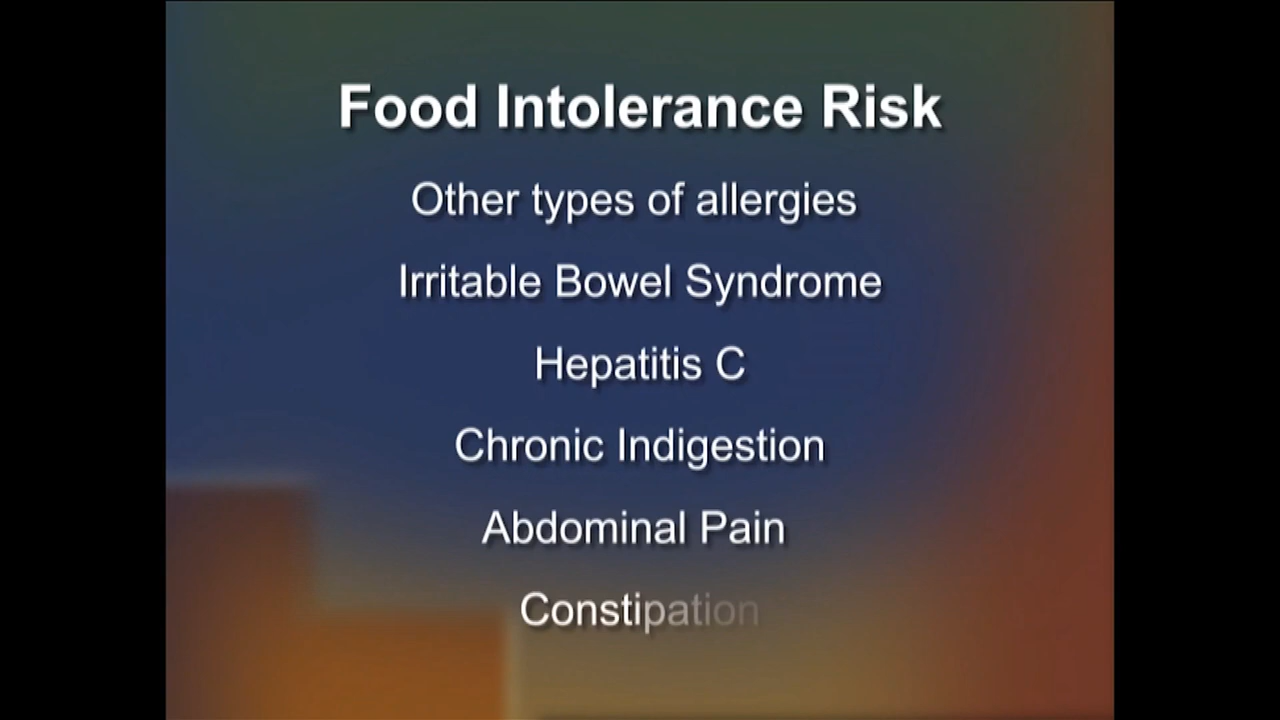 Food Intolerance Risk
Other types of allergies
Irritable Bowel Syndrome
Hepatitis C
Chronic Indigestion
Abdominal Pain
Constipation